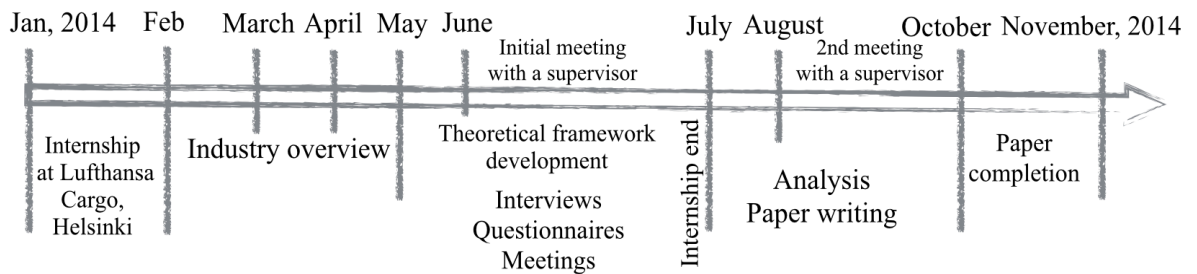 Jan, 2014 Feb March April May June July August October November, 2014
Initial meeting
with a supervisor
2nd meeting
with a supervisor
Internship
at Lufthansa
Cargo,
Helsinki
Industry overview
Theoretical framework
development
Interviews
Questionnaires
Meetings
Internship end
Analysis
Paper writing
Paper
completion